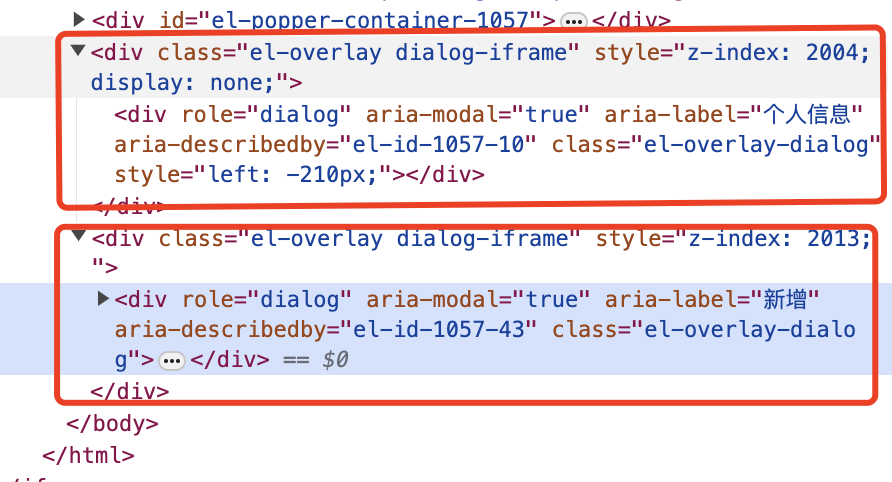 ▶<div id="el-popper-container-1057">…</div>
▼<div class="el-overlay dialog-iframe" style="z-index: 2004;
display: none;">
<div role="dialog" aria-modal="true" aria-label="个人信息"
aria-describedby="el-id-1057-10" class="el-overlay-dialog"
style="left: -210px;"></div>
</div>
▼<div class="el-overlay dialog-iframe" style="z-index: 2013;
">
▶<div role="dialog" aria-modal="true" aria-label="新增"
aria-describedby="el-id-1057-43" class="el-overlay-dialo
g">…</div> == $0
</div>
</body>
</html>